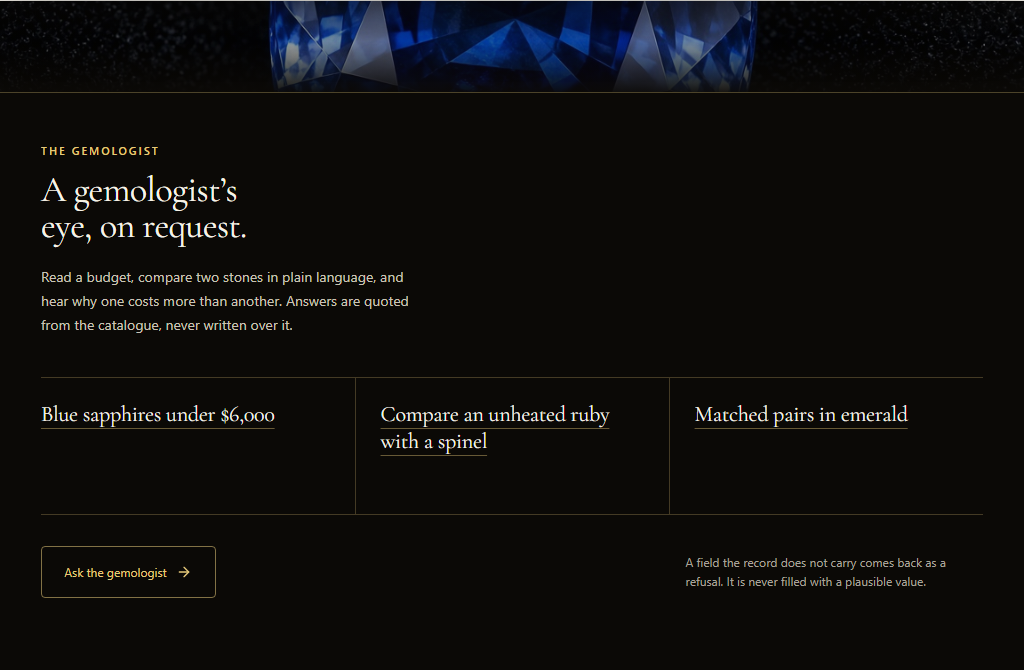 THE GEMOLOGIST
A gemologist’s
eye, on request.
Read a budget, compare two stones in plain language, and
hear why one costs more than another. Answers are quoted
from the catalogue, never written over it.
Blue sapphires under $6,000
Compare an unheated ruby
with a spinel
Matched pairs in emerald
Ask the gemologist →
A field the record does not carry comes back as a
refusal. It is never filled with a plausible value.